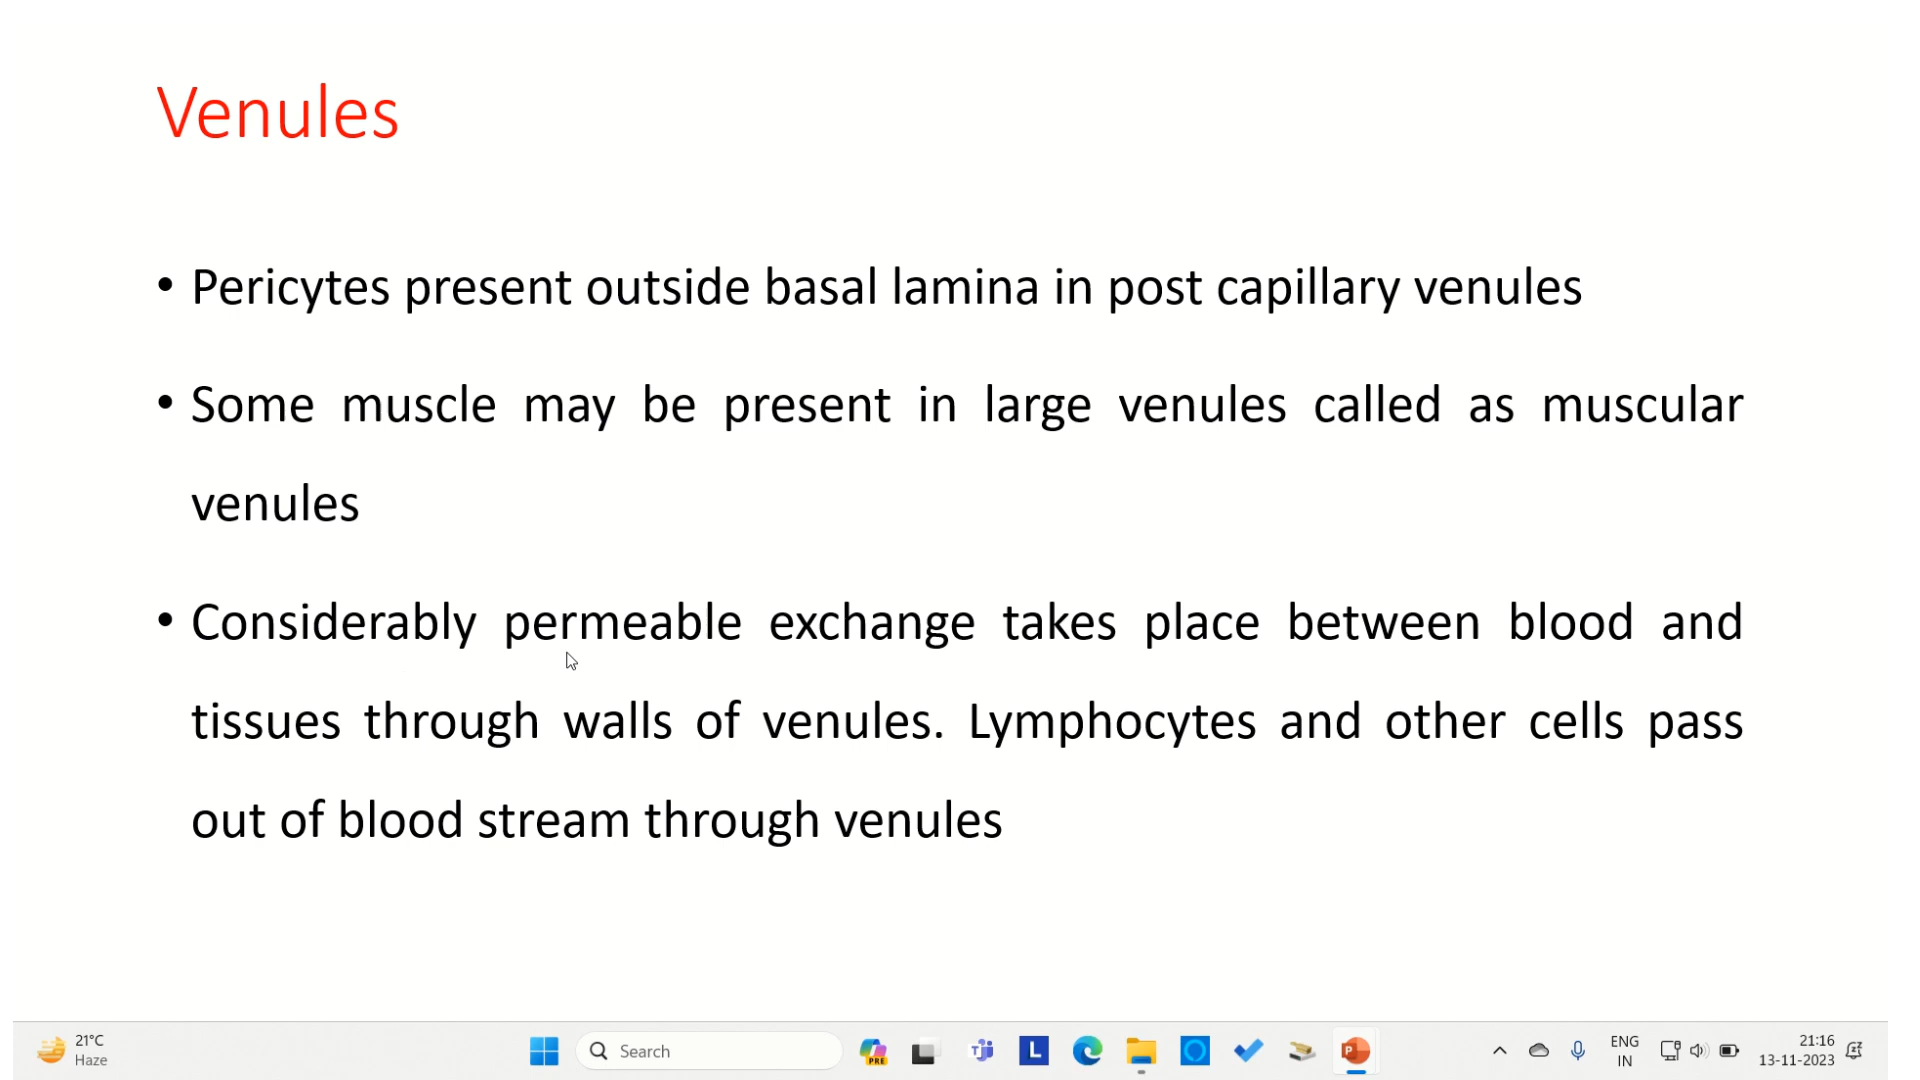 Venules
• Pericytes present outside basal lamina in post capillary venules
• Some muscle may be present in large venules called as muscular
venules
• Considerably permeable exchange takes place between blood and
tissues through walls of venules. Lymphocytes and other cells pass
out of blood stream through venules
21°C
Haze
Search
PRE
L
P
ENG
IN
21:16
13-11-2023